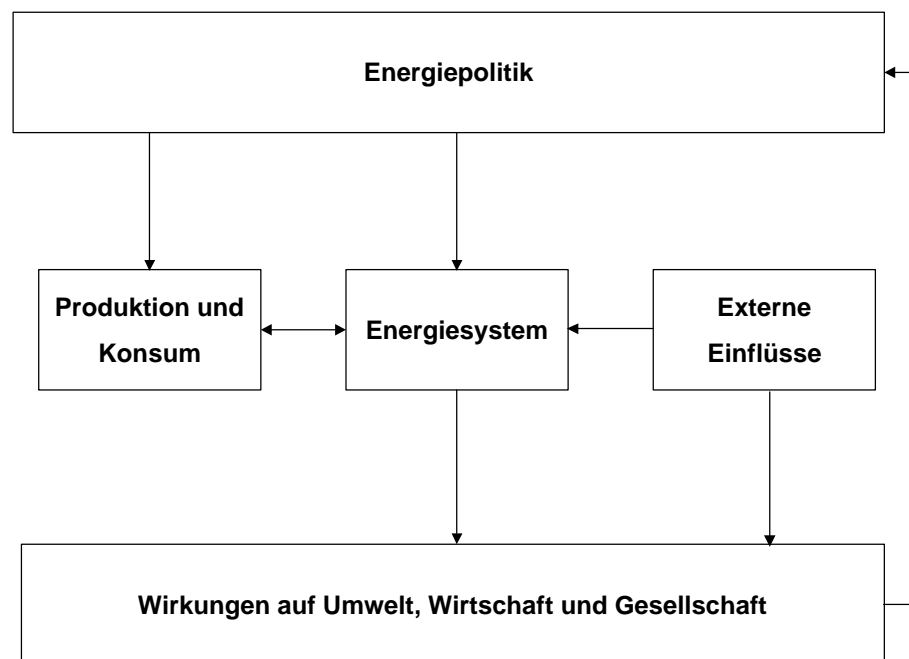 Energiepolitik
Produktion und
Konsum
Energiesystem
Externe
Einflüsse
Wirkungen auf Umwelt, Wirtschaft und Gesellschaft